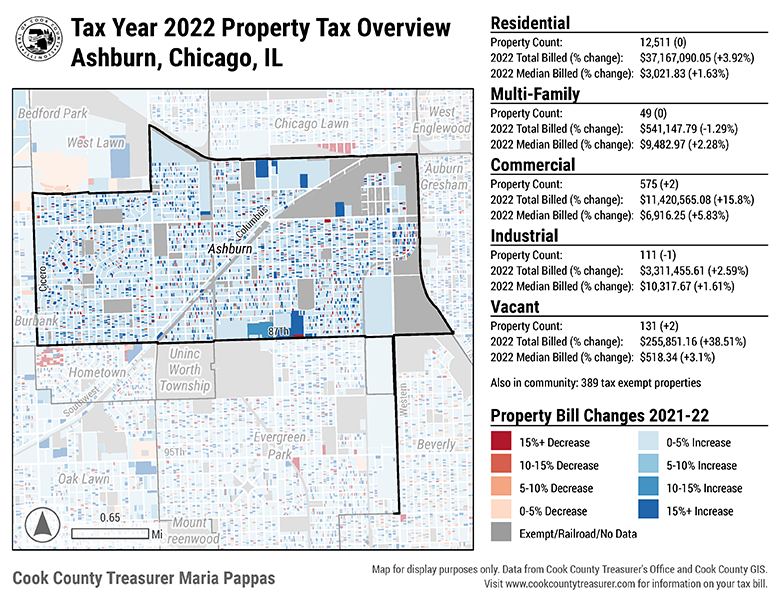 Tax Year 2022 Property Tax Overview
Ashburn, Chicago, IL
Residential
Property Count: 12,511 (0)
2022 Total Billed (% change): $37,167,090.05 (+3.92%)
2022 Median Billed (% change): $3,021.83 (+1.63%)
Multi-Family
Property Count: 49 (0)
2022 Total Billed (% change): $541,147.79 (-1.29%)
2022 Median Billed (% change): $9,482.97 (+2.28%)
Commercial
Property Count: 575 (+2)
2022 Total Billed (% change): $11,420,565.08 (+15.8%)
2022 Median Billed (% change): $6,916.25 (+5.83%)
Industrial
Property Count: 111 (-1)
2022 Total Billed (% change): $3,311,455.61 (+2.59%)
2022 Median Billed (% change): $10,317.67 (+1.61%)
Vacant
Property Count: 131 (+2)
2022 Total Billed (% change): $255,851.16 (+38.51%)
2022 Median Billed (% change): $518.34 (+3.1%)
Also in community: 389 tax exempt properties
Property Bill Changes 2021-22
15%+ Decrease
10-15% Decrease
5-10% Decrease
0-5% Decrease
Exempt/Railroad/No Data
0-5% Increase
5-10% Increase
10-15% Increase
15%+ Increase
Bedford Park
West Lawn
Chicago Lawn
West
Englewood
Auburn
Gresham
Columbus
Ashburn
Cicero
Burbank
87Th
Hometown
Southwest
Uninc
Worth
Township
Western
Evergreen
Park
Beverly
95Th
Oak Lawn
Mount
Greenwood
0.65
Mi
Cook County Treasurer Maria Pappas
Map for display purposes only. Data from Cook County Treasurer's Office and Cook County GIS.
Visit www.cookcountytreasurer.com for information on your tax bill.